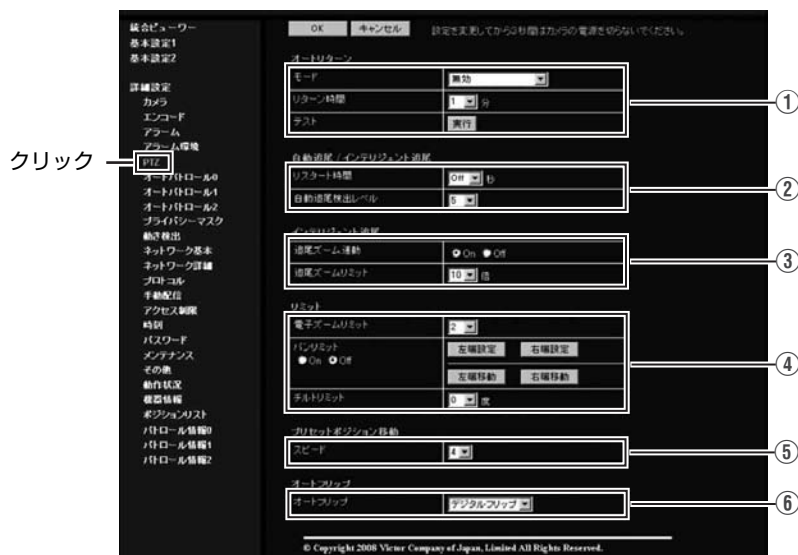 統合ビューワー
基本設定1
基本設定2
詳細設定
カメラ
エンコード
アラーム
アラーム環境
PTZ
オートパトロール0
オートパトロール1
オートパトロール2
プライバシーマスク
動き検出
ネットワーク基本
ネットワーク詳細
プロトコル
手動配信
アクセス制限
時刻
パスワード
メンテナンス
その他
動作状況
機器情報
ポジションリスト
パトロール情報0
パトロール情報1
パトロール情報2
クリック
OK キャンセル 設定を変更してから3秒間はカメラの電源を切らないでください。
オートリターン
モード 無効
リターン時間 1 分
テスト 実行
①
自動追尾 / インテリジェント追尾
リスタート時間 Off 秒
自動追尾検出レベル 5
②
インテリジェント追尾
追尾ズーム連動 On Off
追尾ズームリミット 10 倍
③
リミット
電子ズームリミット 2
パンリミット 左端設定 右端設定
On Off
左端移動 右端移動
チルトリミット 0 度
④
プリセットポジション移動
スピード 4
⑤
オートフリップ
オートフリップ デジタルフリップ
⑥
© Copyright 2008 Victor Company of Japan, Limited All Rights Reserved.